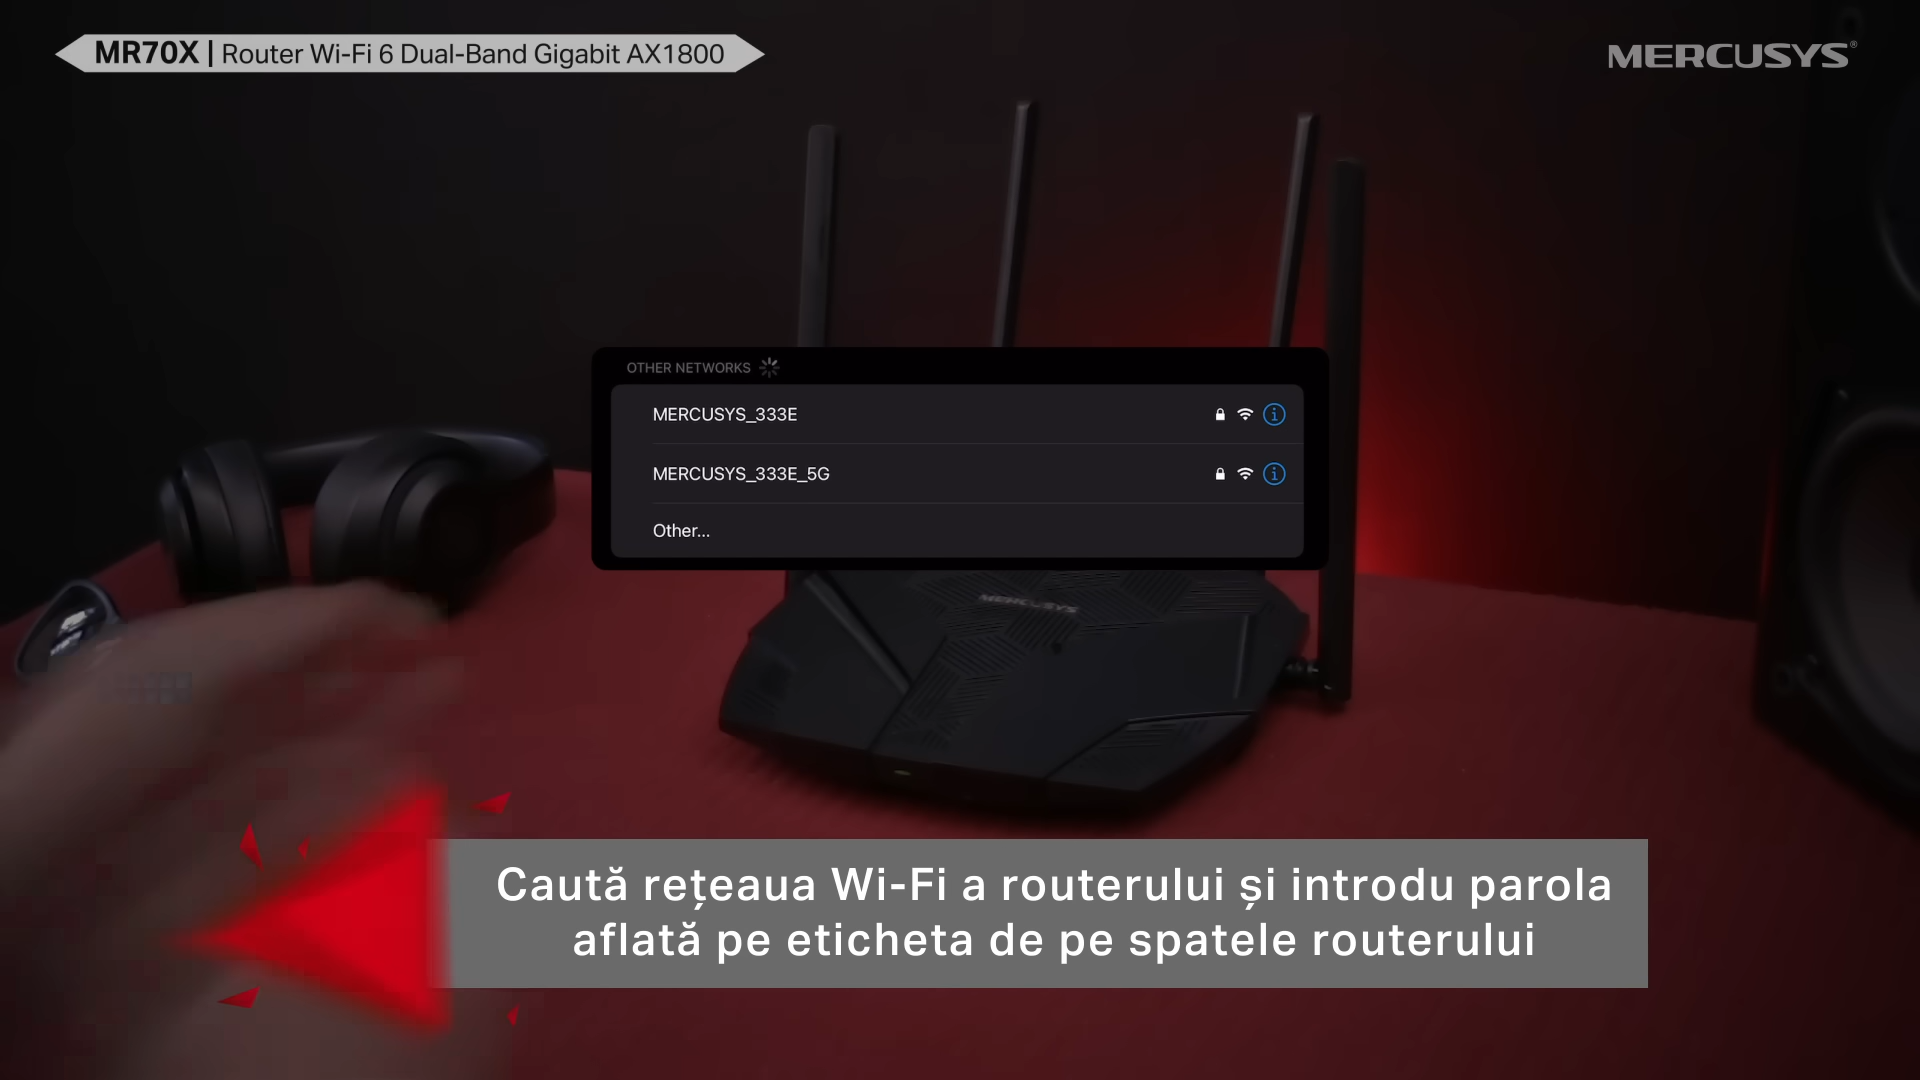 MR70X | Router Wi-Fi 6 Dual-Band Gigabit AX1800
MERCUSYS®
OTHER NETWORKS
MERCUSYS_333E
MERCUSYS_333E_5G
Other...
MERCUSYS
Caută rețeaua Wi-Fi a routerului și introdu parola
aflată pe eticheta de pe spatele routerului